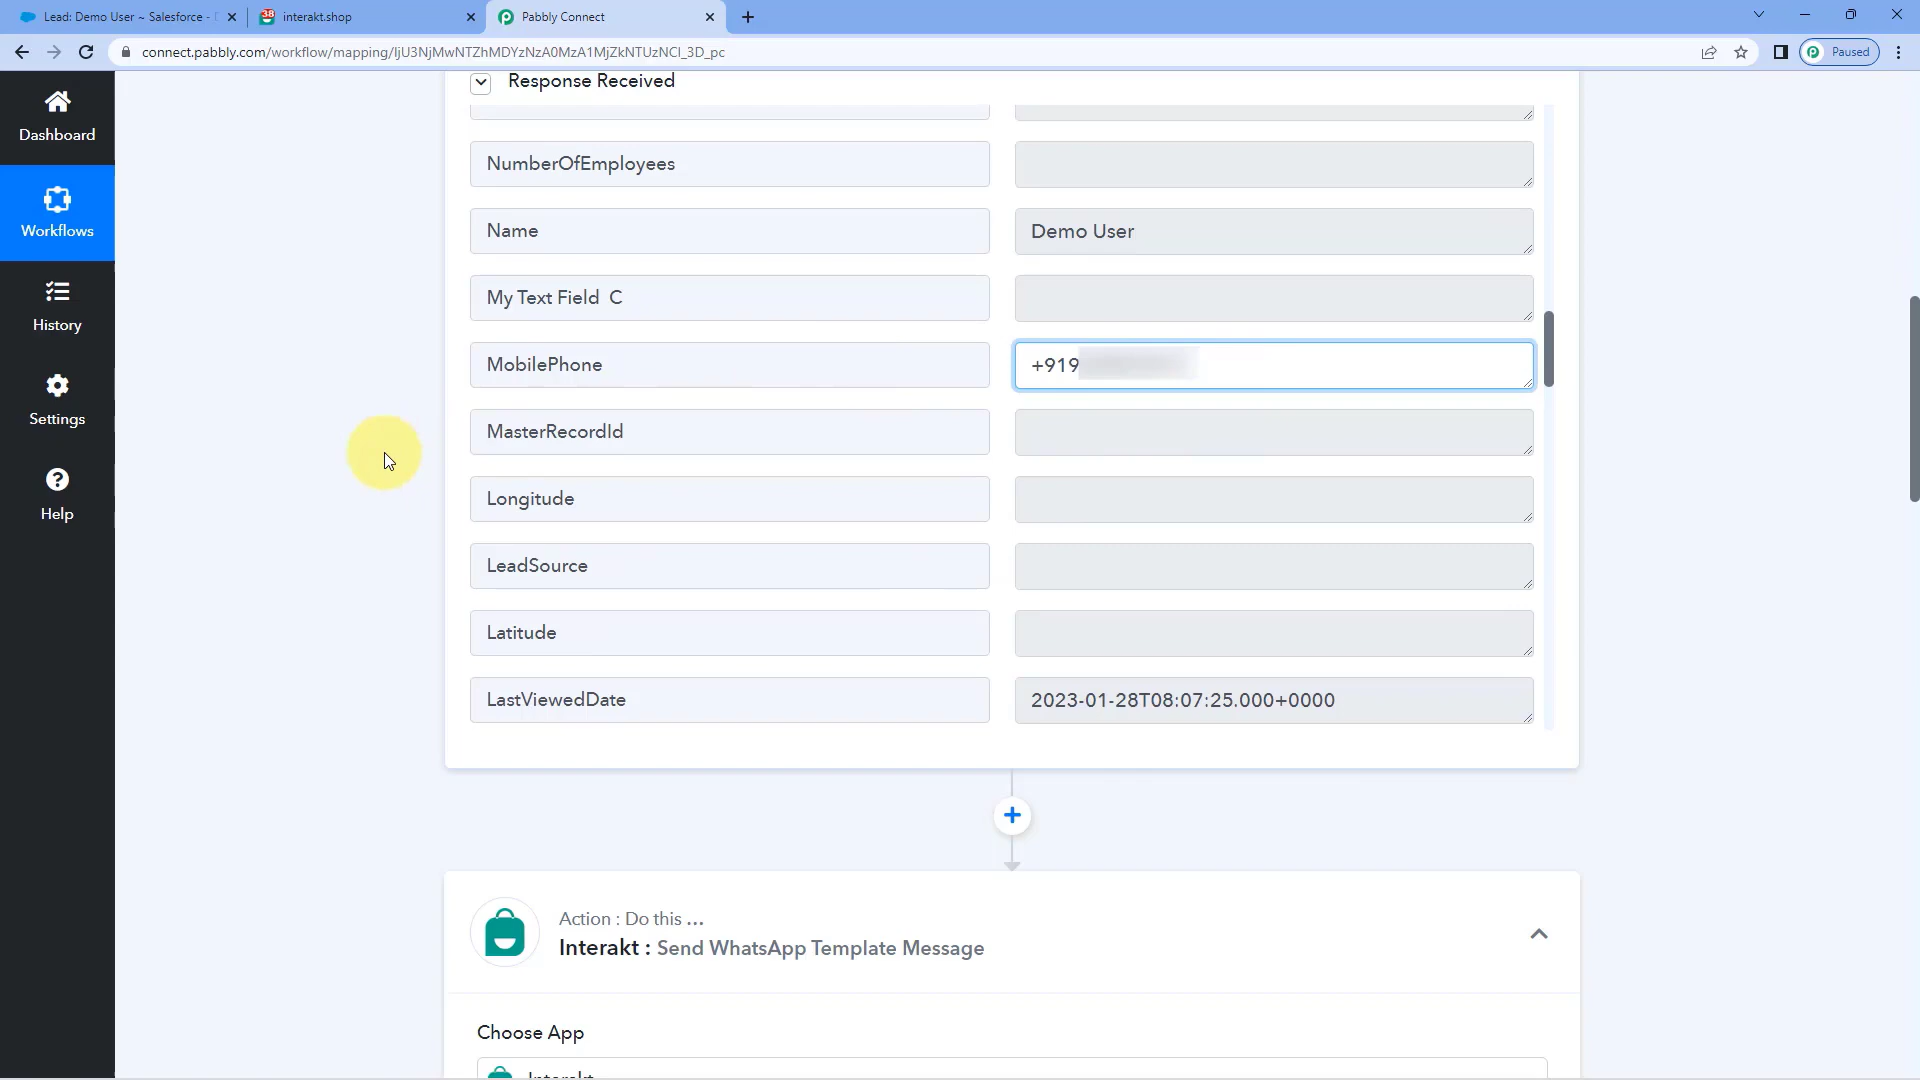 Lead: Demo User ~ Salesforce -
38
interakt.shop
Pabbly Connect
connect.pabbly.com/workflow/mapping/IjU3NjMwNTZhMDYzNzA0MzA1MjZkNTUzNCI_3D_pc
Paused
Dashboard
Workflows
History
Settings
Help
Response Received
NumberOfEmployees
Name
Demo User
My Text Field C
MobilePhone
+919
MasterRecordId
Longitude
LeadSource
Latitude
LastViewedDate
2023-01-28T08:07:25.000+0000
Action : Do this ...
Interakt : Send WhatsApp Template Message
Choose App
Interakt